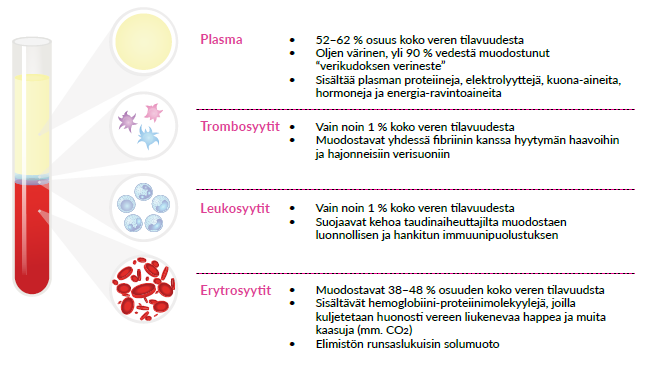 Plasma
• 52–62 % osuus koko veren tilavuudesta
• Oljen värinen, yli 90 % vedestä muodostunut
"verikudoksen verineste"
• Sisältää plasman proteiineja, elektrolyyttejä, kuona-aineita,
hormoneja ja energia-ravintoaineita
Trombosyytit
• Vain noin 1 % koko veren tilavuudesta
• Muodostavat yhdessä fibriinin kanssa hyytymän haavoihin
ja hajonneisiin verisuoniin
Leukosyytit
• Vain noin 1 % koko veren tilavuudesta
• Suojaavat kehoa taudinaiheuttajilta muodostaen
luonnollisen ja hankitun immuunipuolustuksen
Erytrosyytit
• Muodostavat 38–48 % osuuden koko veren tilavuudsta
• Sisältävät hemoglobiini-proteiinimolekyylejä, joilla
kuljetetaan huonosti vereen liukenevaa happea ja muita
kaasuja (mm. CO2)
• Elimistön runsaslukuisin solumuoto